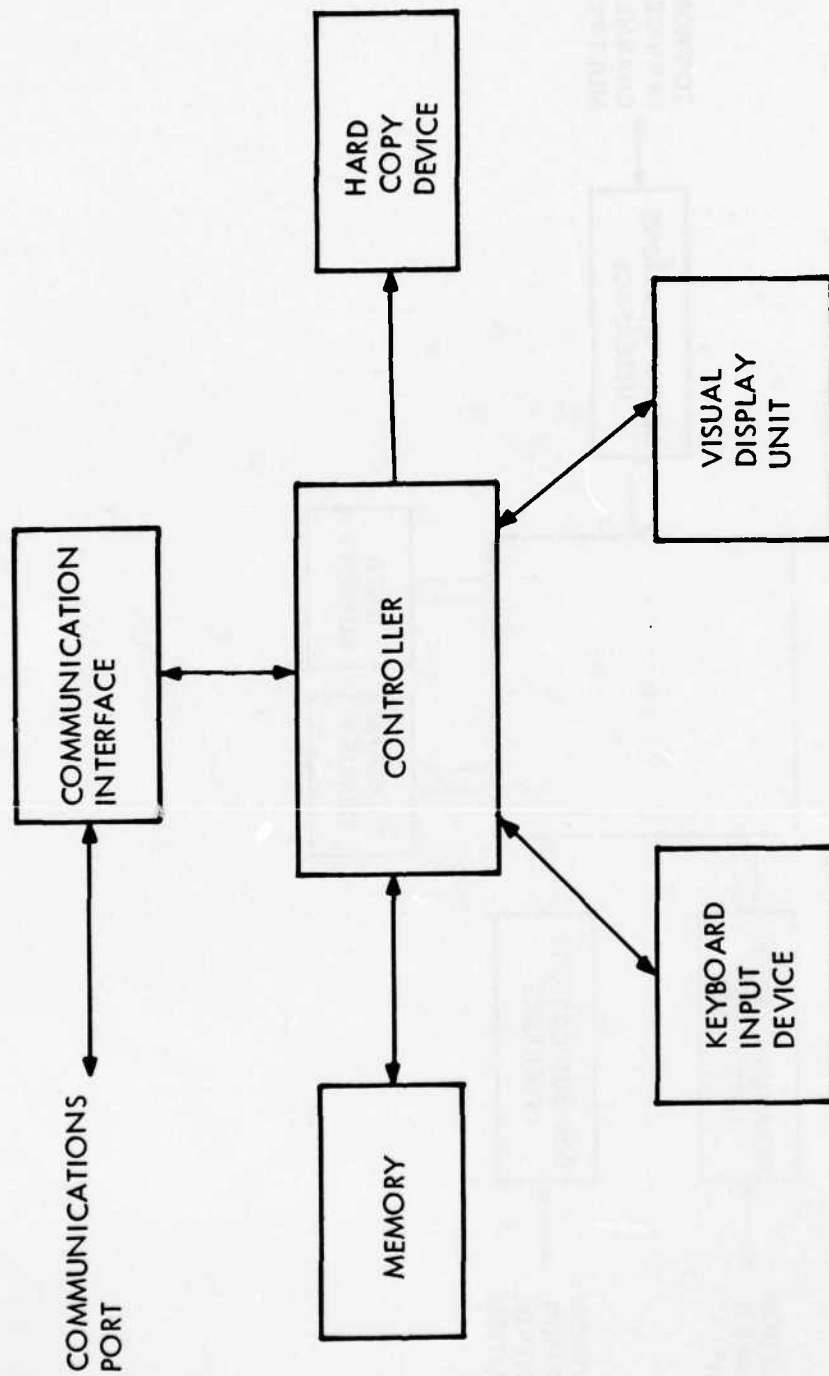 COMMUNICATIONS
PORT
COMMUNICATION
INTERFACE
MEMORY
CONTROLLER
HARD
COPY
DEVICE
KEYBOARD
INPUT
DEVICE
VISUAL
DISPLAY
UNIT